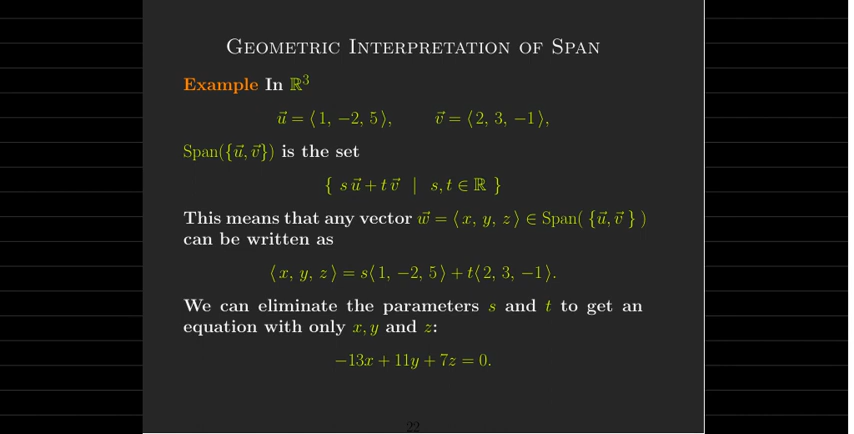 Geometric Interpretation of Span
Example In ℝ³
u⃗ = ⟨1, −2, 5⟩, v⃗ = ⟨2, 3, −1⟩,
Span({u⃗, v⃗}) is the set
{ s u⃗ + t v⃗ | s, t ∈ ℝ }
This means that any vector w⃗ = ⟨x, y, z⟩ ∈ Span( {u⃗, v⃗ } )
can be written as
⟨x, y, z⟩ = s⟨1, −2, 5⟩ + t⟨2, 3, −1⟩.
We can eliminate the parameters s and t to get an
equation with only x, y and z:
−13x + 11y + 7z = 0.
22